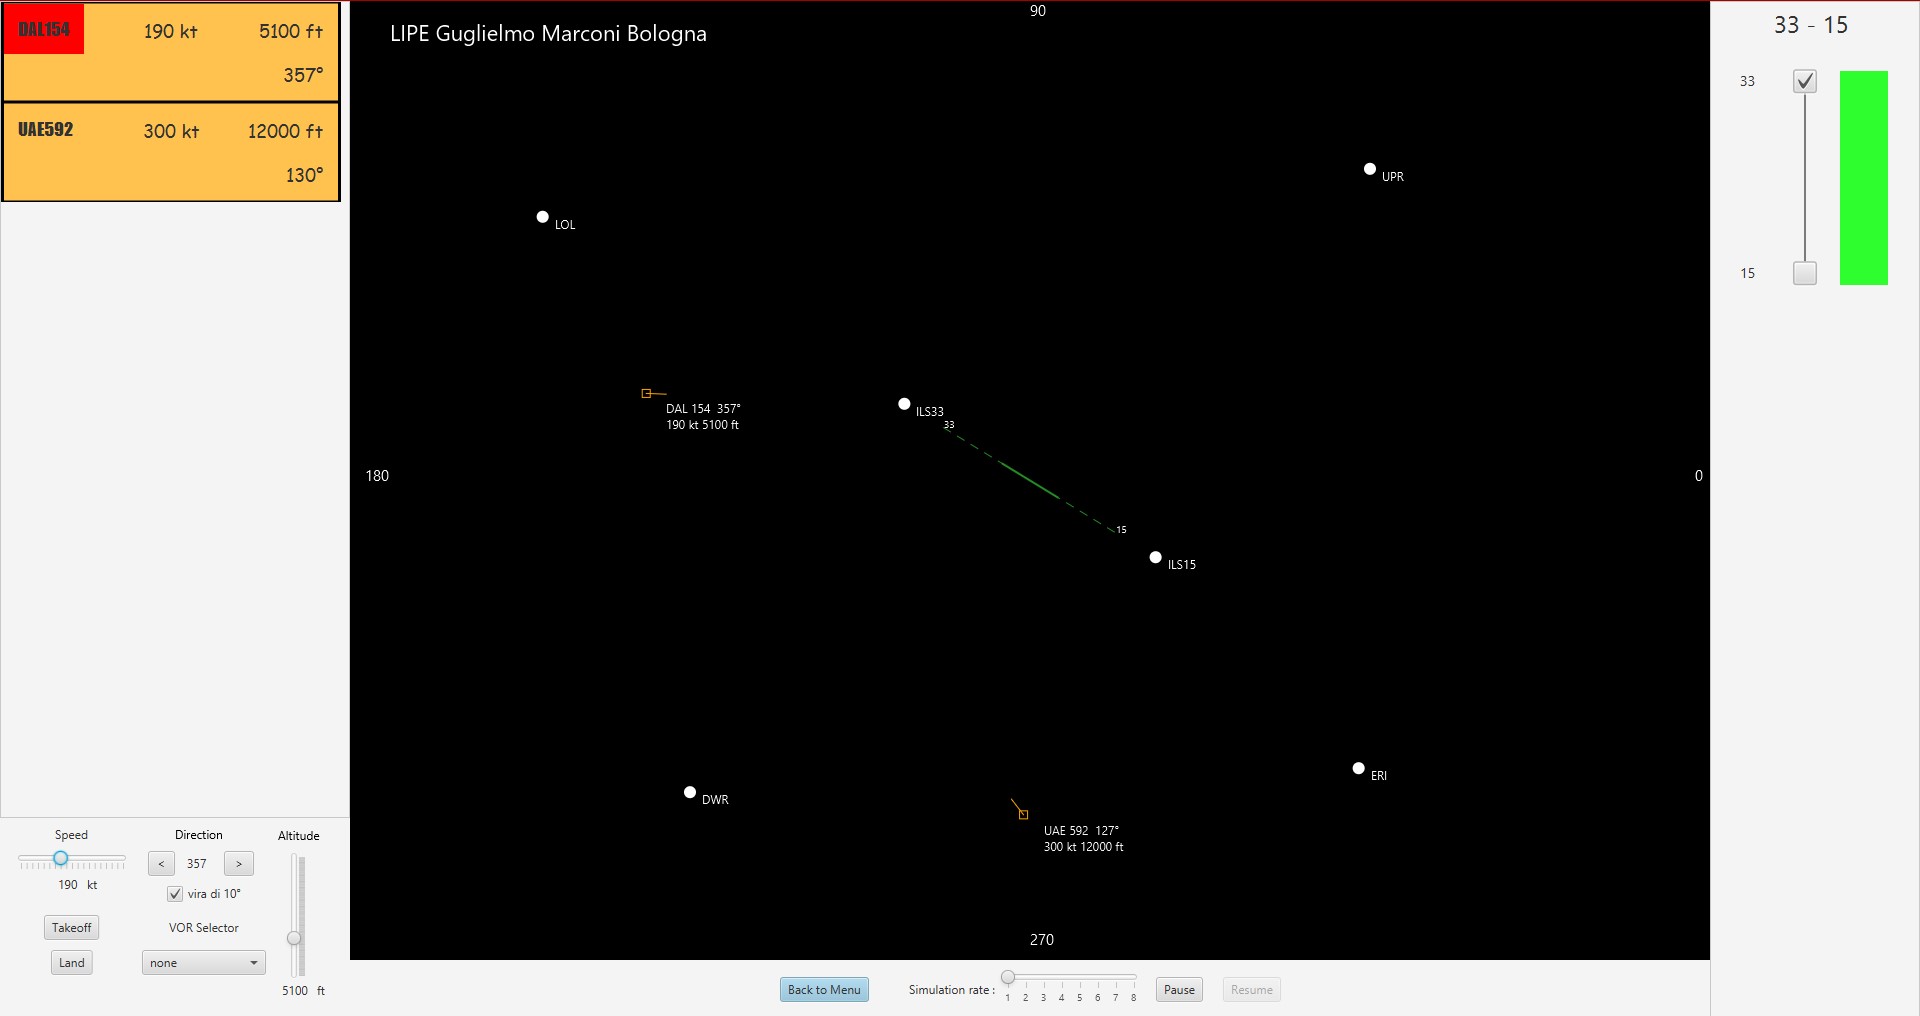 DAL154 190 kt 5100 ft
357°
UAE592 300 kt 12000 ft
130°
Speed Direction Altitude
< 357 >
190 kt
vira di 10°
Takeoff VOR Selector
Land none
5100 ft
LIPE Guglielmo Marconi Bologna
90
UPR
LOL
DAL 154 357°
190 kt 5100 ft
ILS33
33
180
0
15
ILS15
ERI
DWR
UAE 592 127°
300 kt 12000 ft
270
Back to Menu Simulation rate : Pause Resume
1 2 3 4 5 6 7 8
33 - 15
33
15